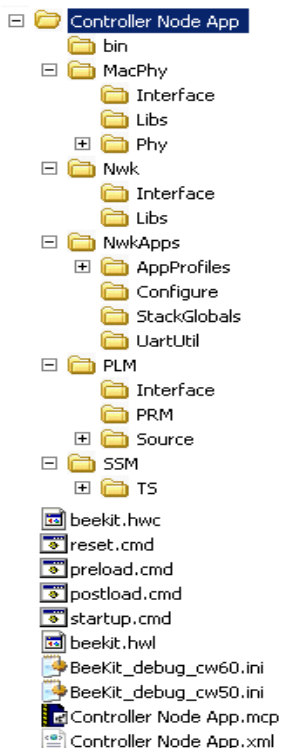 Controller Node App
bin
MacPhy
Interface
Libs
Phy
Nwk
Interface
Libs
NwkApps
AppProfiles
Configure
StackGlobals
UartUtil
PLM
Interface
PRM
Source
SSM
TS
beekit.hwc
reset.cmd
preload.cmd
postload.cmd
startup.cmd
beekit.hwl
BeeKit_debug_cw60.ini
BeeKit_debug_cw50.ini
Controller Node App.mcp
Controller Node App.xml